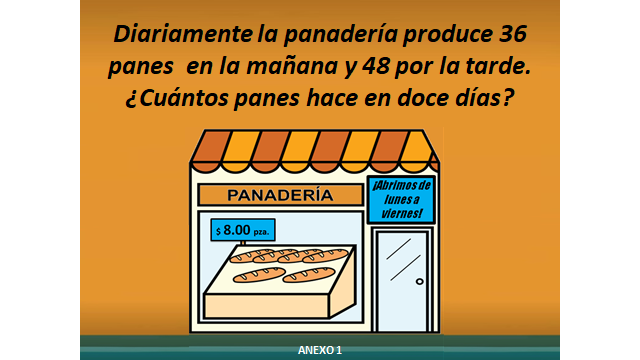 Diariamente la panadería produce 36
panes en la mañana y 48 por la tarde.
¿Cuántos panes hace en doce días?
PANADERÍA
¡Abrimos de
lunes a
viernes!
$ 8.00 pza.
ANEXO 1